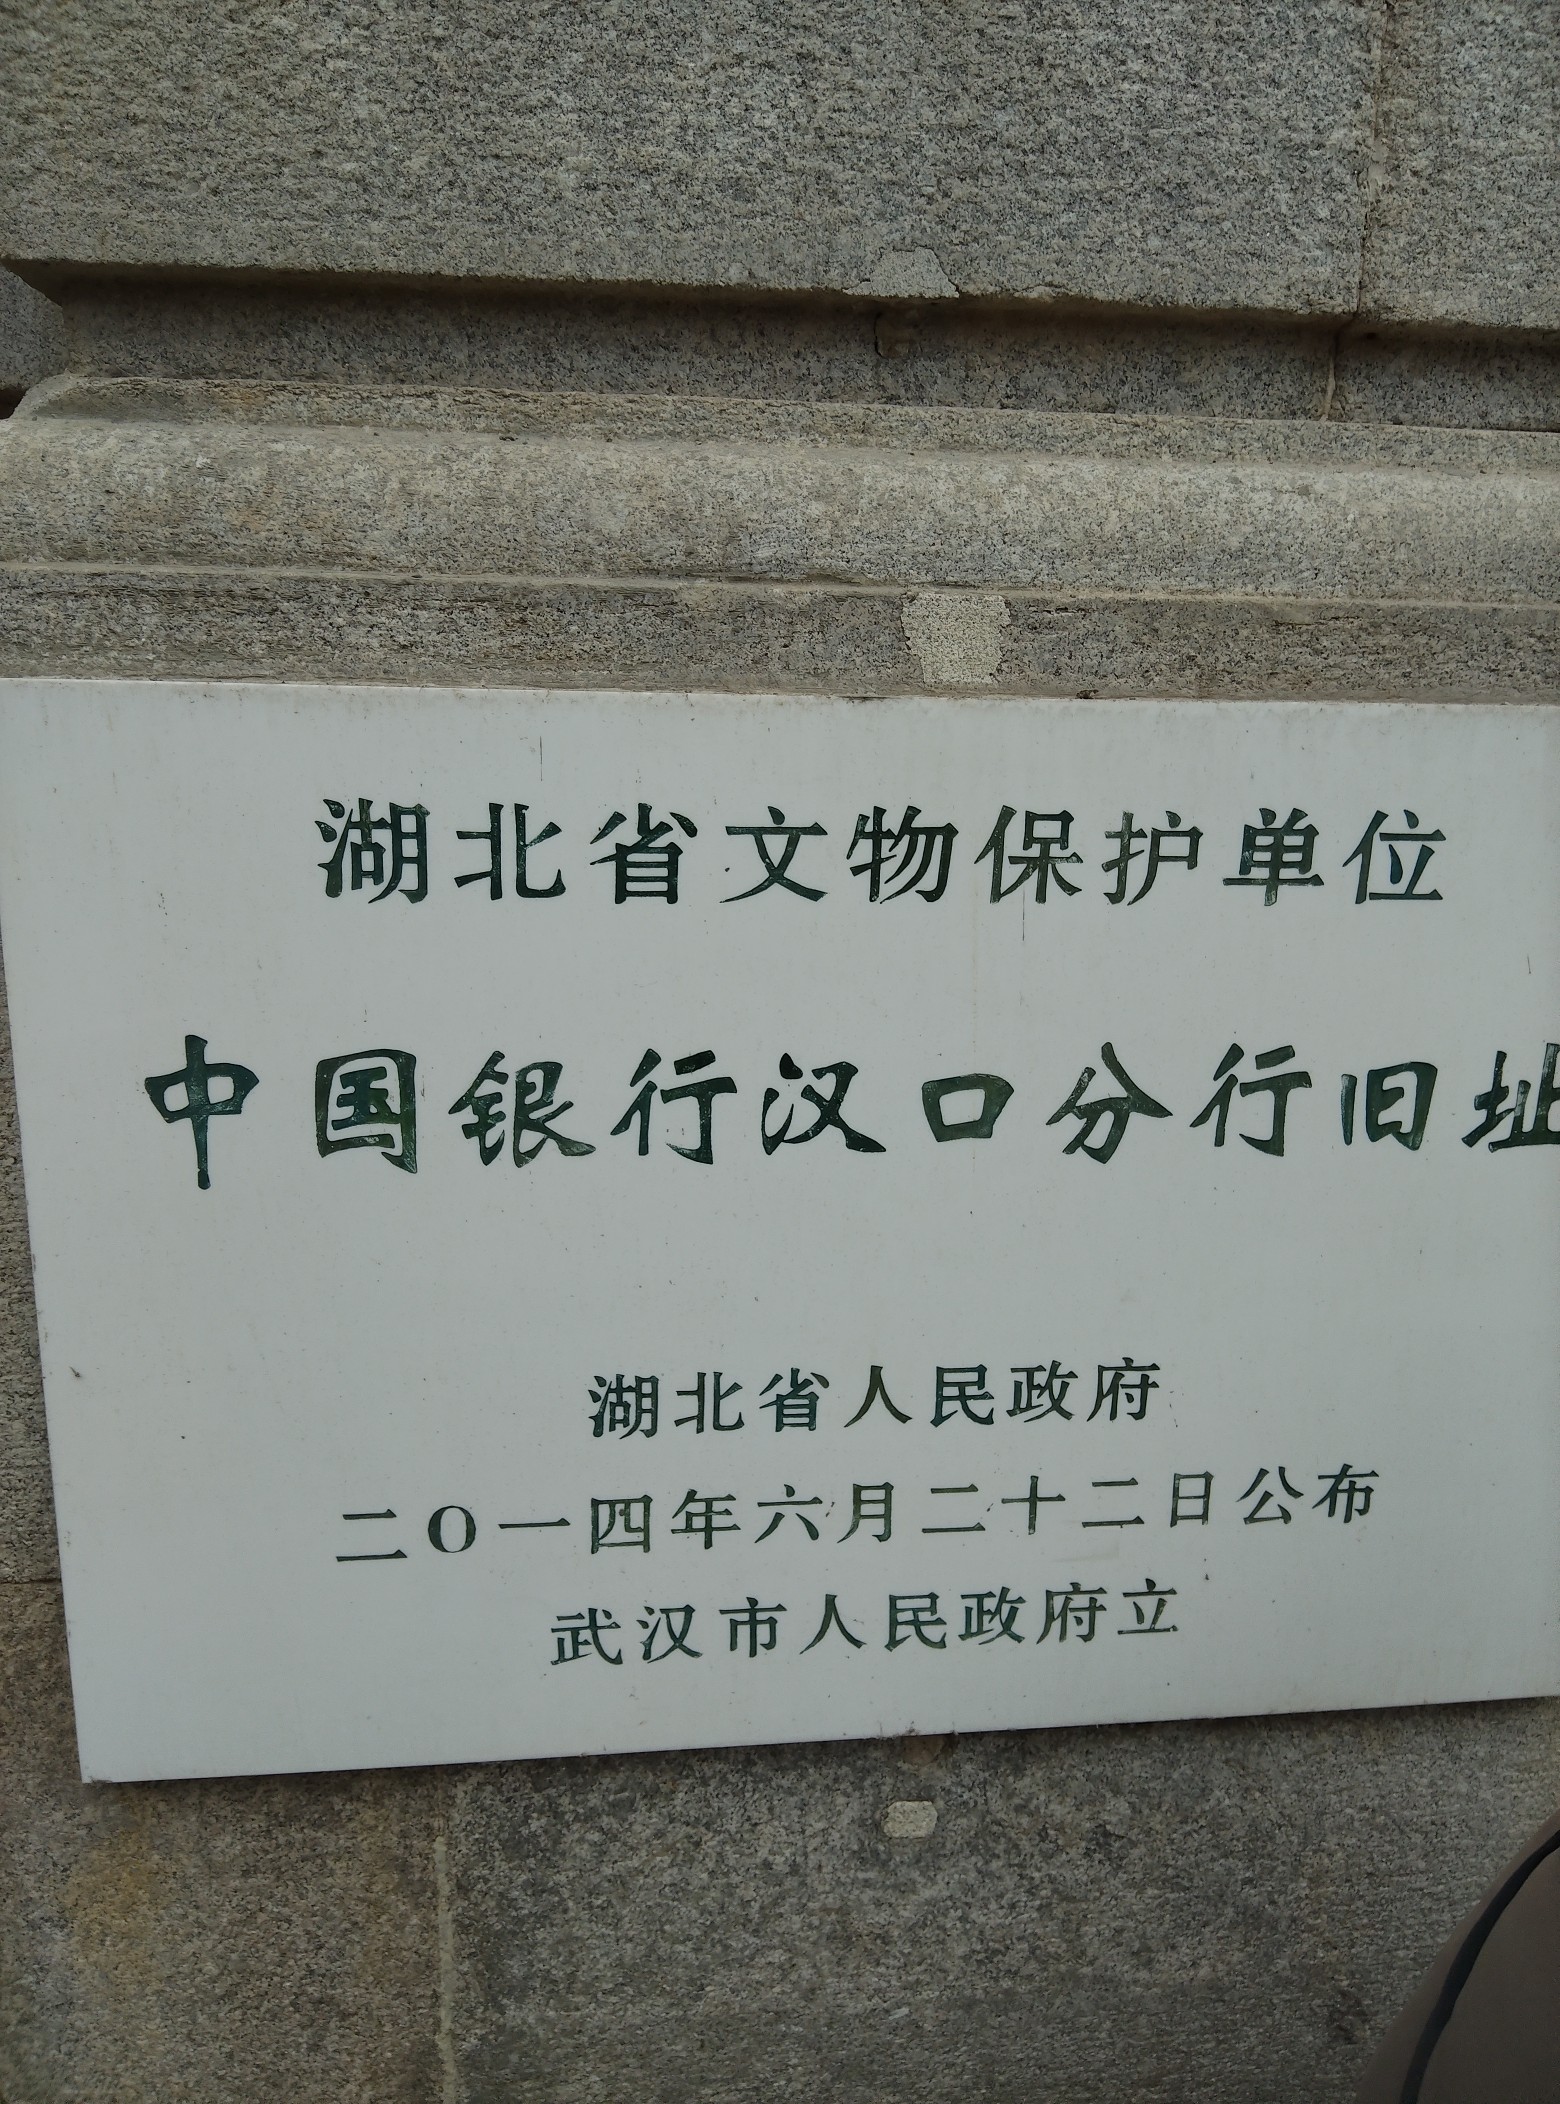 湖北省文物保护单位
中国银行汉口分行旧址
湖北省人民政府
二〇一四年六月二十二日公布
武汉市人民政府立